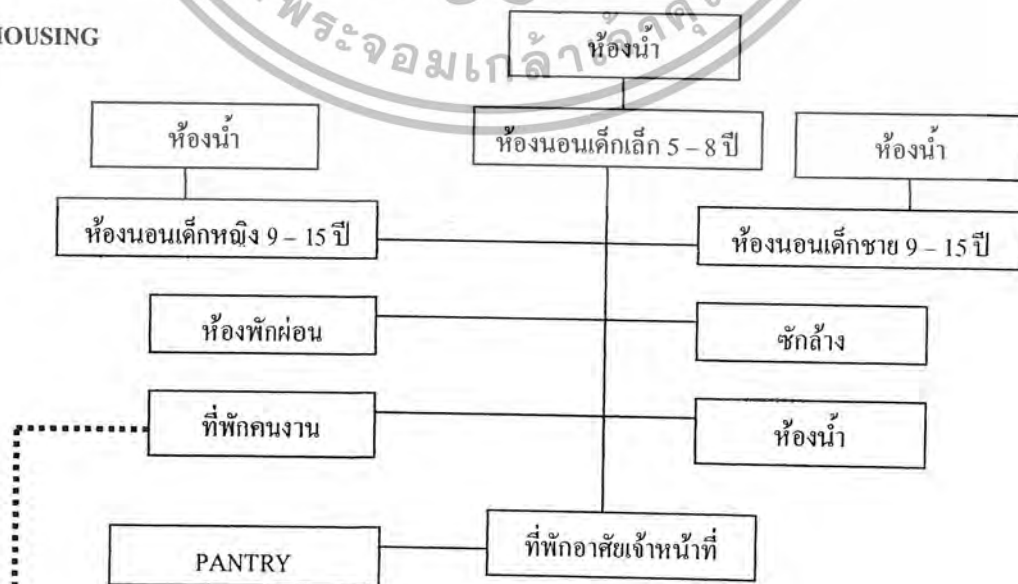 HOUSING
พระจอมเกล้าเจ้าคุ
ห้องน้ำ
ห้องน้ำ
ห้องนอนเด็กเล็ก 5 – 8 ปี
ห้องน้ำ
ห้องนอนเด็กหญิง 9 – 15 ปี
ห้องนอนเด็กชาย 9 – 15 ปี
ห้องพักผ่อน
ซักล้าง
ที่พักคนงาน
ห้องน้ำ
ที่พักอาศัยเจ้าหน้าที่
PANTRY